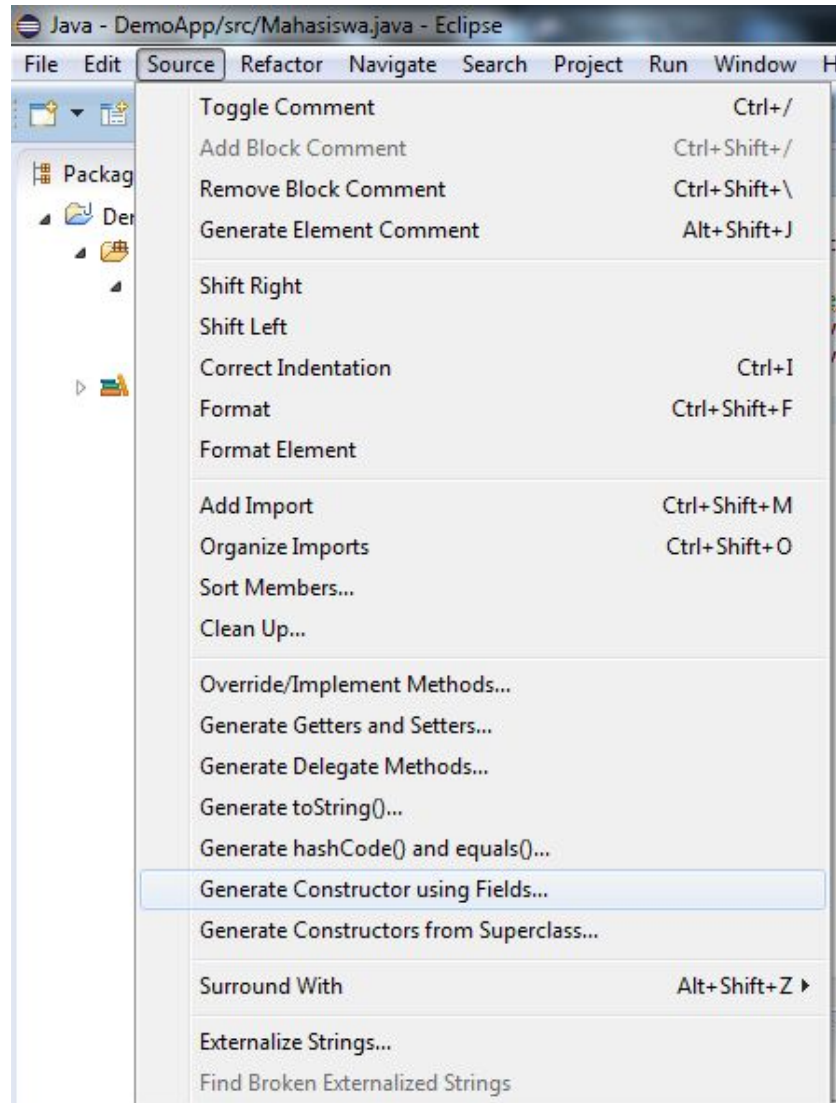 Java - DemoApp/src/Mahasiswa.java - Eclipse
File Edit Source Refactor Navigate Search Project Run Window H
Toggle Comment Ctrl+/
Add Block Comment Ctrl+Shift+/
Packag
Remove Block Comment Ctrl+Shift+\
Der
Generate Element Comment Alt+Shift+J
Shift Right
Shift Left
Correct Indentation Ctrl+I
Format Ctrl+Shift+F
Format Element
Add Import Ctrl+Shift+M
Organize Imports Ctrl+Shift+O
Sort Members...
Clean Up...
Override/Implement Methods...
Generate Getters and Setters...
Generate Delegate Methods...
Generate toString()...
Generate hashCode() and equals()...
Generate Constructor using Fields...
Generate Constructors from Superclass...
Surround With Alt+Shift+Z
Externalize Strings...
Find Broken Externalized Strings